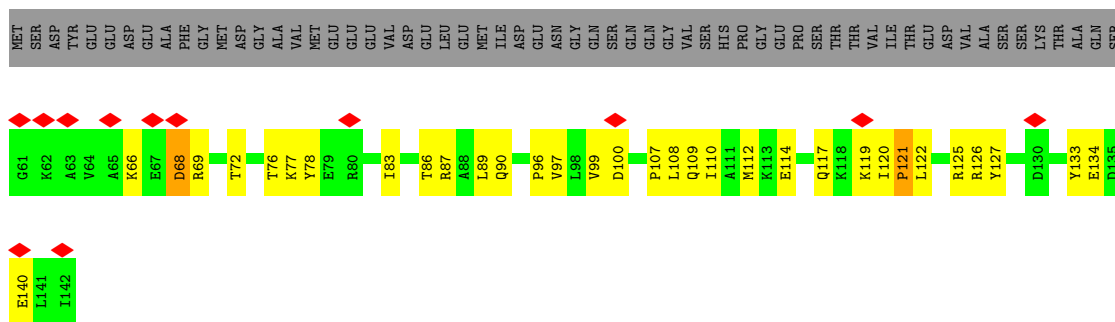 MET SER ASP TYR GLU GLU ASP GLU ALA PHE GLY MET ASP GLY ALA VAL MET GLU GLU GLU VAL ASP GLU LEU GLU MET ILE ASP GLU ASN GLY GLN SER GLN GLN GLY VAL SER HIS PRO GLY GLU PRO SER THR THR VAL ILE THR GLU ASP VAL ALA SER SER LYS THR ALA GLN SER
G61 K62 A63 V64 A65 K66 E67 D68 R69 T72 T76 K77 Y78 E79 R80 I83 T86 R87 A88 L89 Q90 P96 V97 L98 V99 D100 P107 L108 Q109 I110 A111 M112 K113 E114 Q117 K118 K119 I120 P121 L122 R125 R126 Y127 D130 Y133 E134 D135
E140 L141 I142